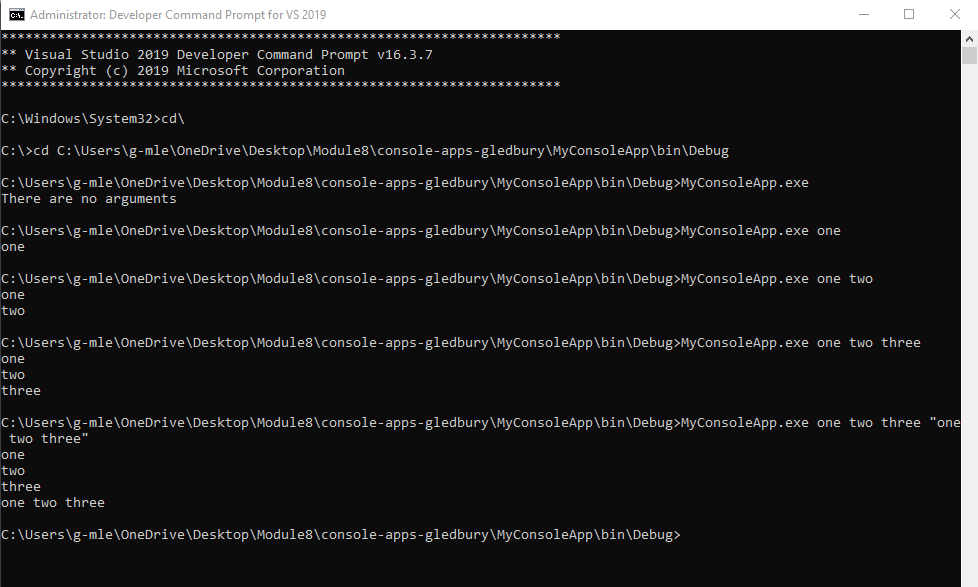 Administrator: Developer Command Prompt for VS 2019
**********************************************************************
** Visual Studio 2019 Developer Command Prompt v16.3.7
** Copyright (c) 2019 Microsoft Corporation
**********************************************************************
C:\Windows\System32>cd\
C:\>cd C:\Users\g-mle\OneDrive\Desktop\Module8\console-apps-gledbury\MyConsoleApp\bin\Debug
C:\Users\g-mle\OneDrive\Desktop\Module8\console-apps-gledbury\MyConsoleApp\bin\Debug>MyConsoleApp.exe
There are no arguments
C:\Users\g-mle\OneDrive\Desktop\Module8\console-apps-gledbury\MyConsoleApp\bin\Debug>MyConsoleApp.exe one
one
C:\Users\g-mle\OneDrive\Desktop\Module8\console-apps-gledbury\MyConsoleApp\bin\Debug>MyConsoleApp.exe one two
one
two
C:\Users\g-mle\OneDrive\Desktop\Module8\console-apps-gledbury\MyConsoleApp\bin\Debug>MyConsoleApp.exe one two three
one
two
three
C:\Users\g-mle\OneDrive\Desktop\Module8\console-apps-gledbury\MyConsoleApp\bin\Debug>MyConsoleApp.exe one two three "one
 two three"
one
two
three
one two three
C:\Users\g-mle\OneDrive\Desktop\Module8\console-apps-gledbury\MyConsoleApp\bin\Debug>